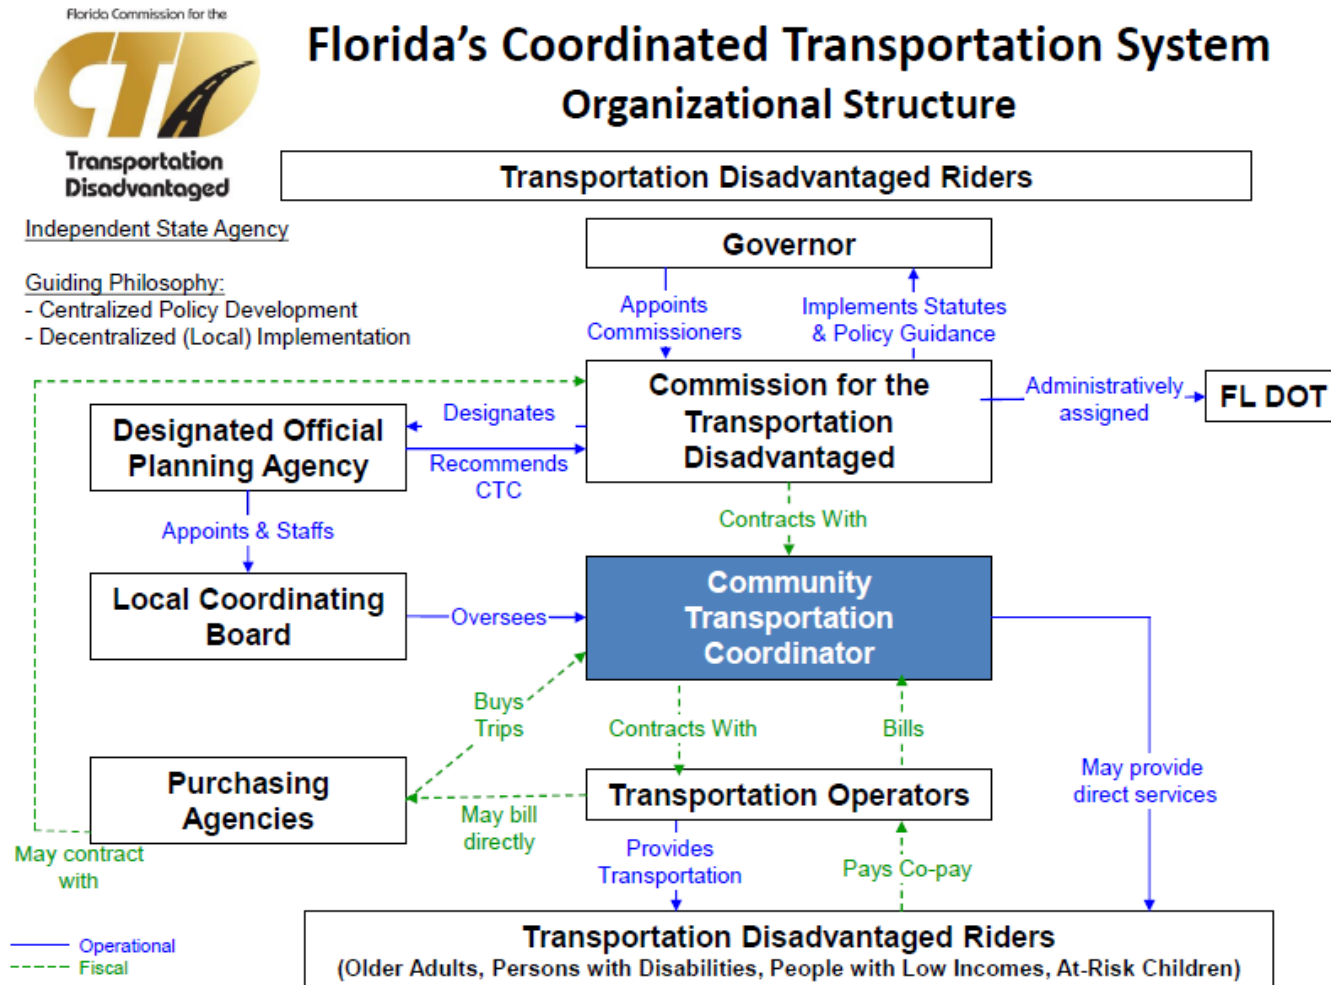 Florida Commission for the
CTD
Transportation
Disadvantaged
Florida's Coordinated Transportation System
Organizational Structure
Transportation Disadvantaged Riders
Independent State Agency
Guiding Philosophy:
- Centralized Policy Development
- Decentralized (Local) Implementation
Governor
Appoints
Commissioners
Implements Statutes
& Policy Guidance
Commission for the
Transportation
Disadvantaged
Administratively
assigned
FL DOT
Designates
Designated Official
Planning Agency
Recommends
CTC
Appoints & Staffs
Contracts With
Local Coordinating
Board
Oversees
Community
Transportation
Coordinator
Buys
Trips
Contracts With
Bills
May provide
direct services
Purchasing
Agencies
Transportation Operators
May bill
directly
May contract
with
Provides
Transportation
Pays Co-pay
Transportation Disadvantaged Riders
(Older Adults, Persons with Disabilities, People with Low Incomes, At-Risk Children)
Operational
Fiscal